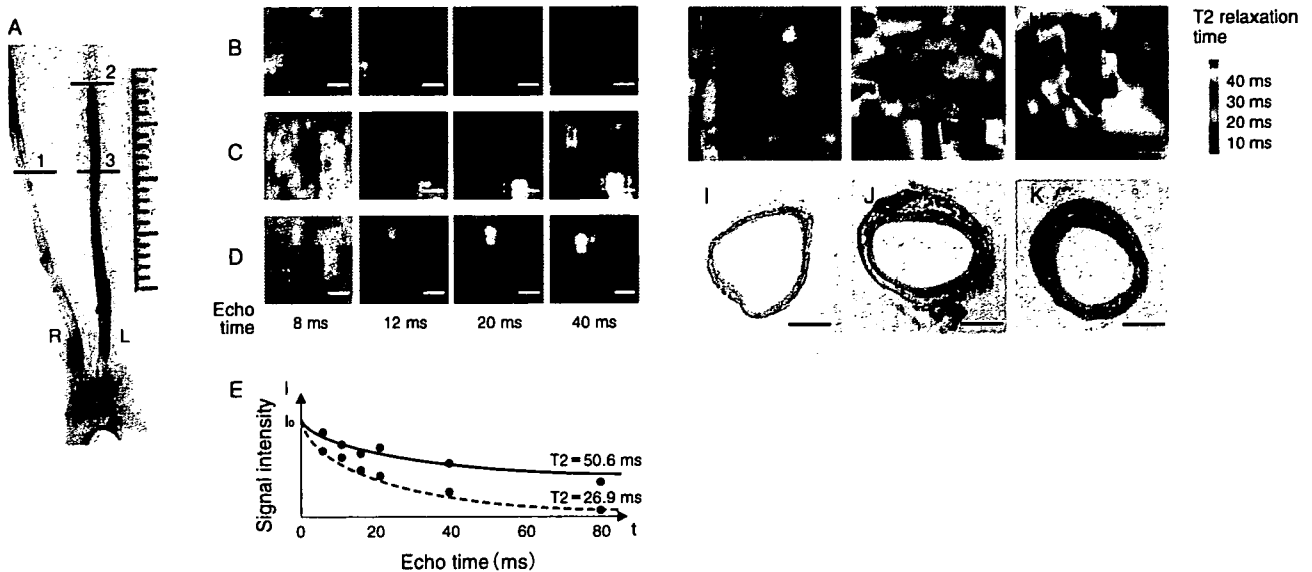 A
2
1
3
R
L
B
C
D
Echo
time
8 ms
12 ms
20 ms
40 ms
E
I
I₀
Signal intensity
T2 = 50.6 ms
T2 = 26.9 ms
0
20
40
60
80
t
Echo time (ms)
T2 relaxation
time
40 ms
30 ms
20 ms
10 ms
I
J
K